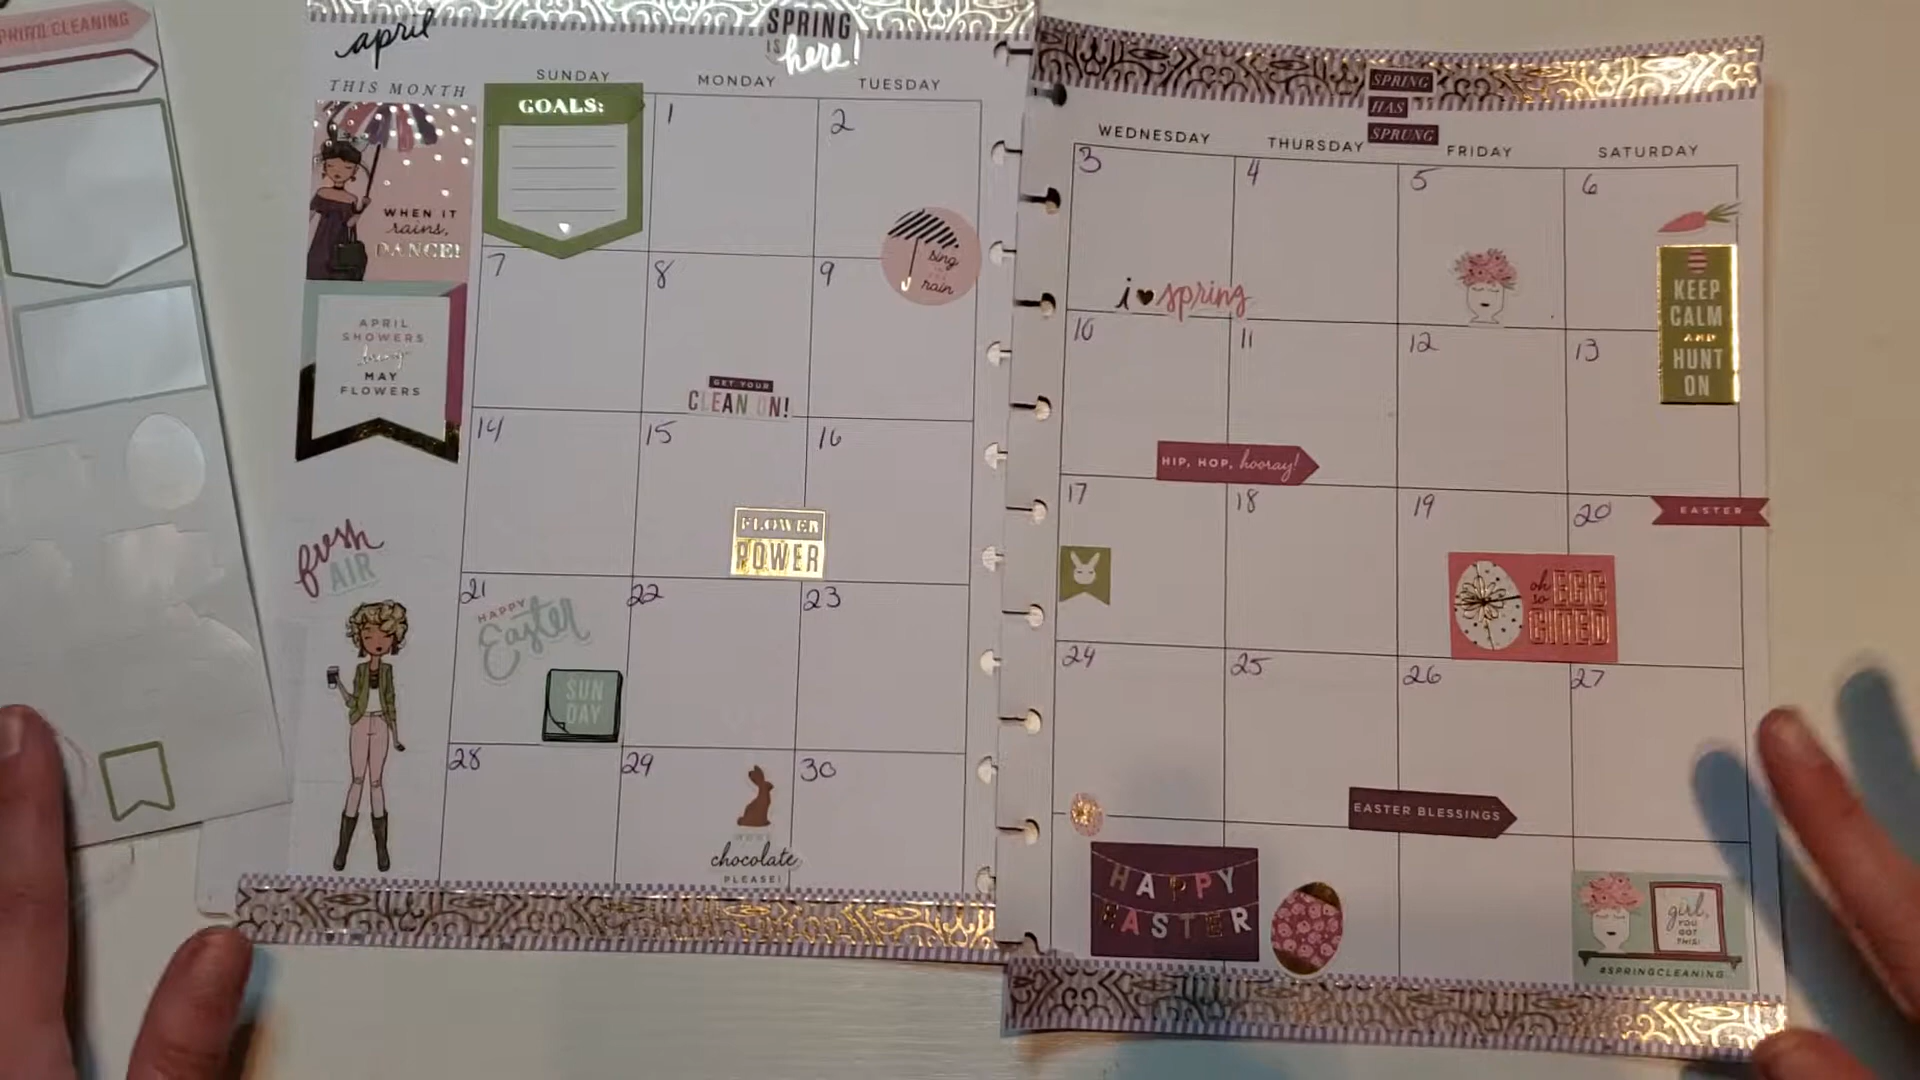 CLEANING
april
SPRING
IS
here!
THIS MONTH
SUNDAY
MONDAY
TUESDAY
SPRING
HAS
SPRUNG
WEDNESDAY
THURSDAY
FRIDAY
SATURDAY
WHEN IT
rains,
DANCE!
GOALS:
1
2
3
4
5
6
sing
rain
i spring
KEEP
CALM
AND
HUNT
ON
APRIL
SHOWERS
bring
MAY
FLOWERS
7
8
9
10
11
12
13
GET YOUR
CLEAN ON!
HIP, HOP, hooray!
14
15
16
17
18
19
20
EASTER
FLOWER
POWER
oh
so
EGG
CITED
fresh
AIR
21
22
23
24
25
26
27
HAPPY
Easter
SUN
DAY
EASTER BLESSINGS
28
29
30
MORE
chocolate
PLEASE!
HAPPY
EASTER
girl,
YOU
GOT
THIS!
#SPRINGCLEANING